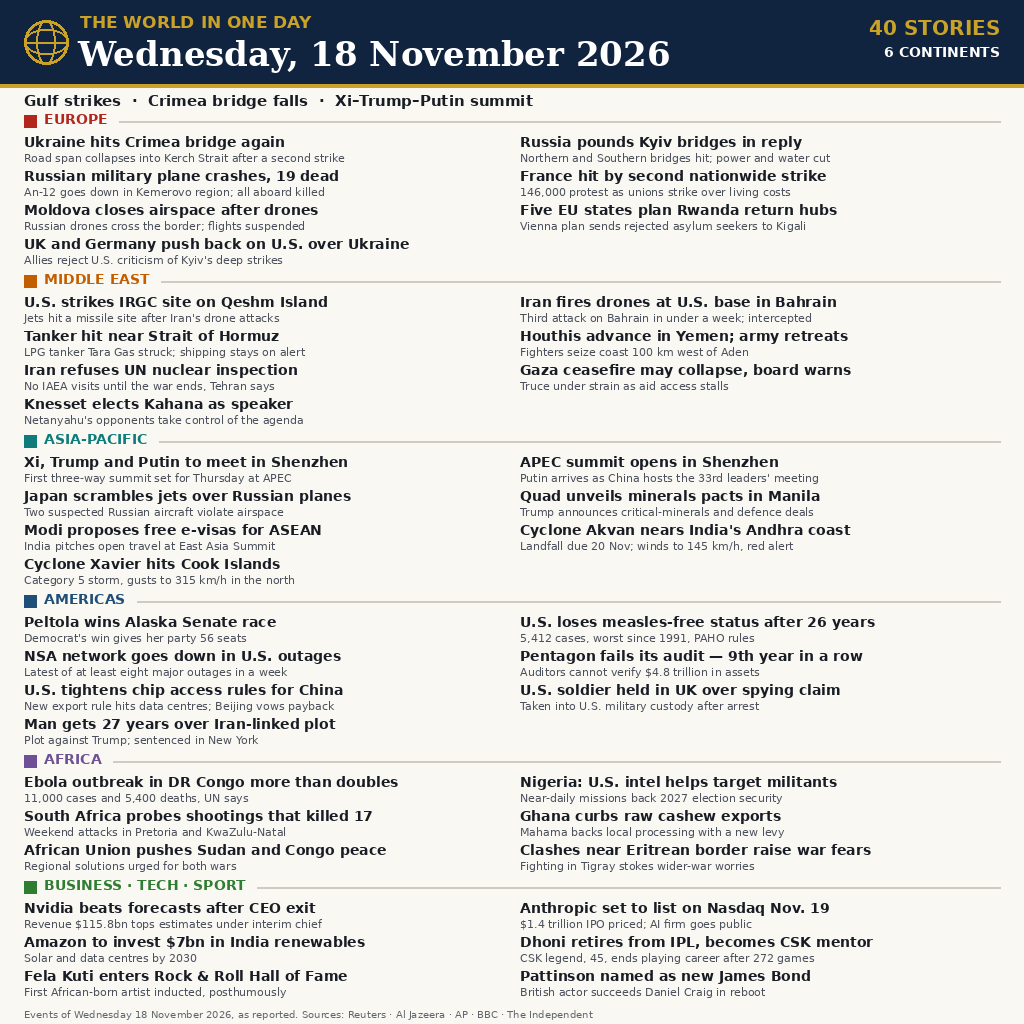 THE WORLD IN ONE DAY
Wednesday, 18 November 2026
40 STORIES
6 CONTINENTS
Gulf strikes · Crimea bridge falls · Xi–Trump–Putin summit
EUROPE
Ukraine hits Crimea bridge again
Road span collapses into Kerch Strait after a second strike
Russia pounds Kyiv bridges in reply
Northern and Southern bridges hit; power and water cut
Russian military plane crashes, 19 dead
An-12 goes down in Kemerovo region; all aboard killed
France hit by second nationwide strike
146,000 protest as unions strike over living costs
Moldova closes airspace after drones
Russian drones cross the border; flights suspended
Five EU states plan Rwanda return hubs
Vienna plan sends rejected asylum seekers to Kigali
UK and Germany push back on U.S. over Ukraine
Allies reject U.S. criticism of Kyiv's deep strikes
MIDDLE EAST
U.S. strikes IRGC site on Qeshm Island
Jets hit a missile site after Iran's drone attacks
Iran fires drones at U.S. base in Bahrain
Third attack on Bahrain in under a week; intercepted
Tanker hit near Strait of Hormuz
LPG tanker Tara Gas struck; shipping stays on alert
Houthis advance in Yemen; army retreats
Fighters seize coast 100 km west of Aden
Iran refuses UN nuclear inspection
No IAEA visits until the war ends, Tehran says
Gaza ceasefire may collapse, board warns
Truce under strain as aid access stalls
Knesset elects Kahana as speaker
Netanyahu's opponents take control of the agenda
ASIA-PACIFIC
Xi, Trump and Putin to meet in Shenzhen
First three-way summit set for Thursday at APEC
APEC summit opens in Shenzhen
Putin arrives as China hosts the 33rd leaders' meeting
Japan scrambles jets over Russian planes
Two suspected Russian aircraft violate airspace
Quad unveils minerals pacts in Manila
Trump announces critical-minerals and defence deals
Modi proposes free e-visas for ASEAN
India pitches open travel at East Asia Summit
Cyclone Akvan nears India's Andhra coast
Landfall due 20 Nov; winds to 145 km/h, red alert
Cyclone Xavier hits Cook Islands
Category 5 storm, gusts to 315 km/h in the north
AMERICAS
Peltola wins Alaska Senate race
Democrat's win gives her party 56 seats
U.S. loses measles-free status after 26 years
5,412 cases, worst since 1991, PAHO rules
NSA network goes down in U.S. outages
Latest of at least eight major outages in a week
Pentagon fails its audit — 9th year in a row
Auditors cannot verify $4.8 trillion in assets
U.S. tightens chip access rules for China
New export rule hits data centres; Beijing vows payback
U.S. soldier held in UK over spying claim
Taken into U.S. military custody after arrest
Man gets 27 years over Iran-linked plot
Plot against Trump; sentenced in New York
AFRICA
Ebola outbreak in DR Congo more than doubles
11,000 cases and 5,400 deaths, UN says
Nigeria: U.S. intel helps target militants
Near-daily missions back 2027 election security
South Africa probes shootings that killed 17
Weekend attacks in Pretoria and KwaZulu-Natal
Ghana curbs raw cashew exports
Mahama backs local processing with a new levy
African Union pushes Sudan and Congo peace
Regional solutions urged for both wars
Clashes near Eritrean border raise war fears
Fighting in Tigray stokes wider-war worries
BUSINESS · TECH · SPORT
Nvidia beats forecasts after CEO exit
Revenue $115.8bn tops estimates under interim chief
Anthropic set to list on Nasdaq Nov. 19
$1.4 trillion IPO priced; AI firm goes public
Amazon to invest $7bn in India renewables
Solar and data centres by 2030
Dhoni retires from IPL, becomes CSK mentor
CSK legend, 45, ends playing career after 272 games
Fela Kuti enters Rock & Roll Hall of Fame
First African-born artist inducted, posthumously
Pattinson named as new James Bond
British actor succeeds Daniel Craig in reboot
Events of Wednesday 18 November 2026, as reported. Sources: Reuters · Al Jazeera · AP · BBC · The Independent